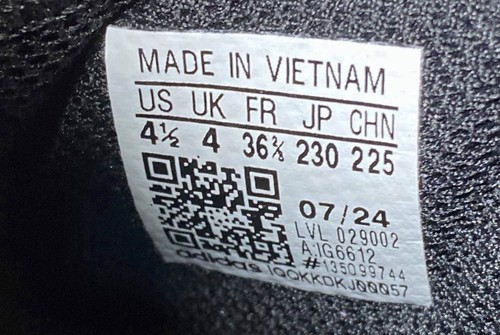 MADE IN VIETNAM
US UK FR JP CHN
4½ 4 36⅔ 230 225
07/24
LVL 029002
A:IG6612
#135099744
adidas IOOKKDKJ00057